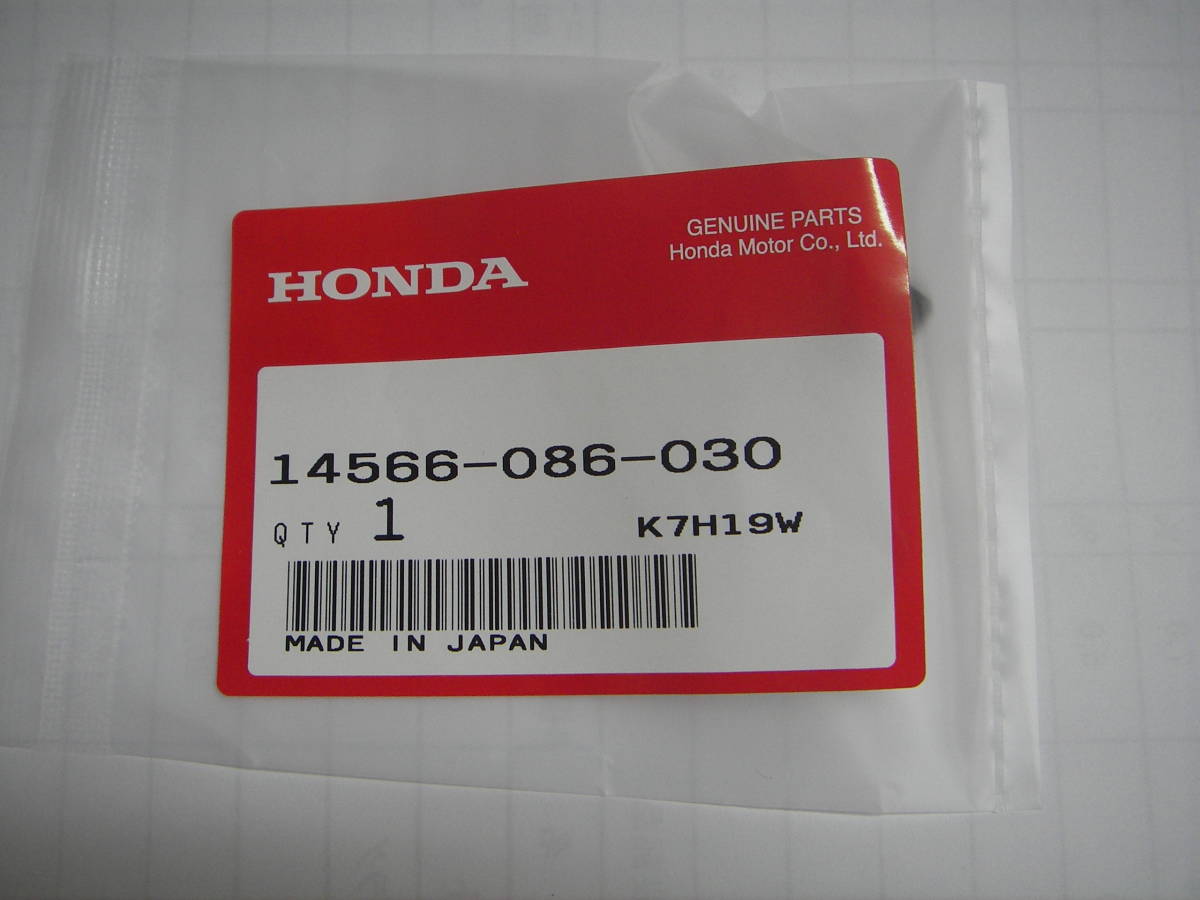 HONDA
GENUINE PARTS
Honda Motor Co., Ltd.
14566-086-030
QTY 1 K7H19W
MADE IN JAPAN